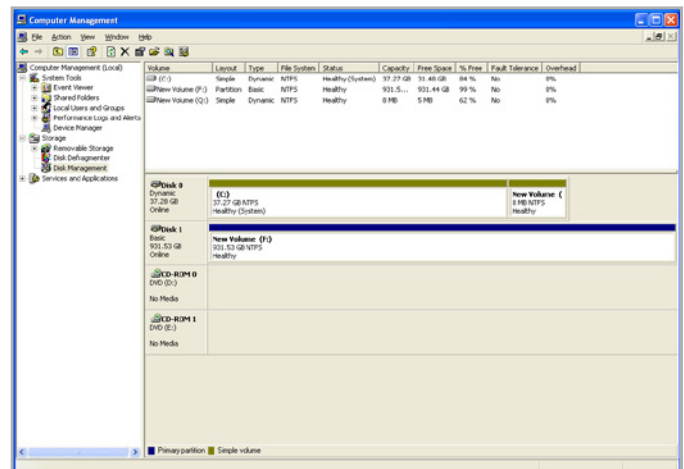 Computer Management
File Action View Window Help
Computer Management (Local)
System Tools
Event Viewer
Shared Folders
Local Users and Groups
Performance Logs and Alerts
Device Manager
Storage
Removable Storage
Disk Defragmenter
Disk Management
Services and Applications
Volume Layout Type File System Status Capacity Free Space % Free Fault Tolerance Overhead
(C:) Simple Dynamic NTFS Healthy (System) 37.27 GB 31.48 GB 84 % No 0%
New Volume (F:) Partition Basic NTFS Healthy 931.5... 931.44 GB 99 % No 0%
New Volume (Q:) Simple Dynamic NTFS Healthy 8 MB 5 MB 62 % No 0%
Disk 0
Dynamic
37.28 GB
Online
(C:)
37.27 GB NTFS
Healthy (System)
New Volume (
8 MB NTFS
Healthy
Disk 1
Basic
931.53 GB
Online
New Volume (F:)
931.53 GB NTFS
Healthy
CD-ROM 0
DVD (D:)
No Media
CD-ROM 1
DVD (E:)
No Media
Primary partition Simple volume